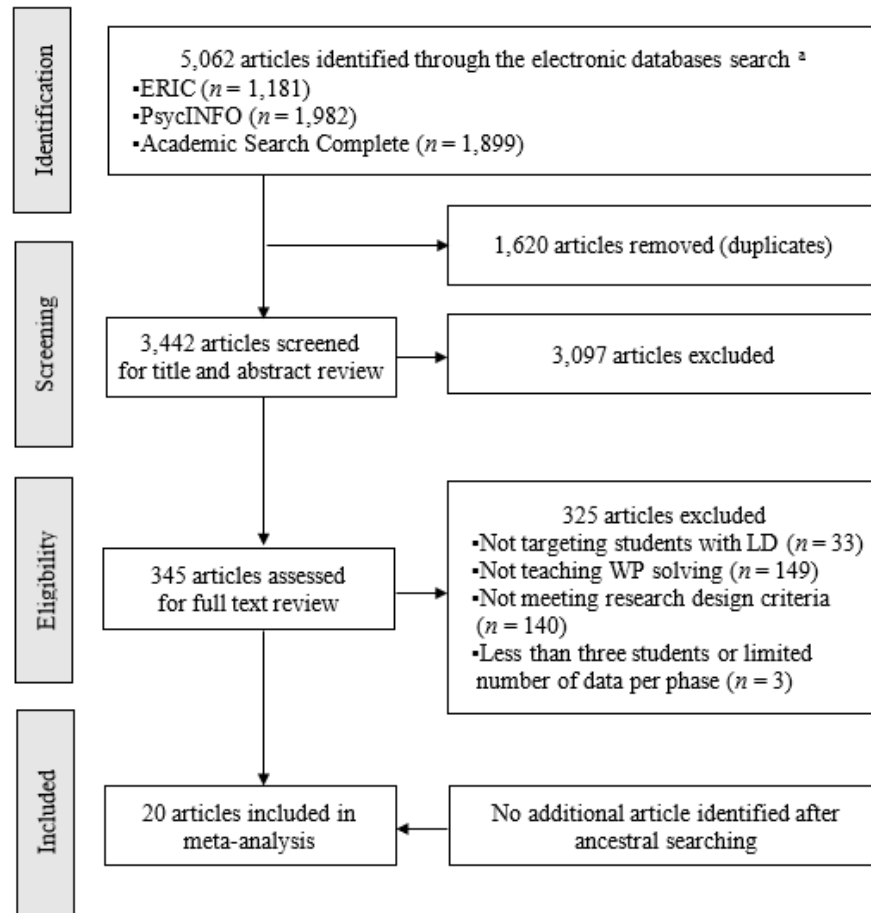 Identification
5,062 articles identified through the electronic databases search ª
▪ERIC (n = 1,181)
▪PsycINFO (n = 1,982)
▪Academic Search Complete (n = 1,899)
1,620 articles removed (duplicates)
Screening
3,442 articles screened
for title and abstract review
3,097 articles excluded
Eligibility
345 articles assessed
for full text review
325 articles excluded
▪Not targeting students with LD (n = 33)
▪Not teaching WP solving (n = 149)
▪Not meeting research design criteria
(n = 140)
▪Less than three students or limited
number of data per phase (n = 3)
Included
20 articles included in
meta-analysis
No additional article identified after
ancestral searching